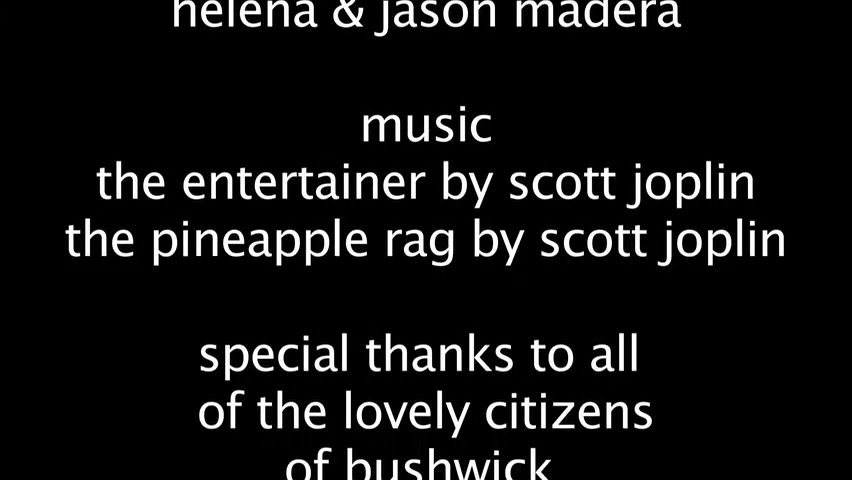 helena & jason madera
music
the entertainer by scott joplin
the pineapple rag by scott joplin
special thanks to all
of the lovely citizens
of bushwick